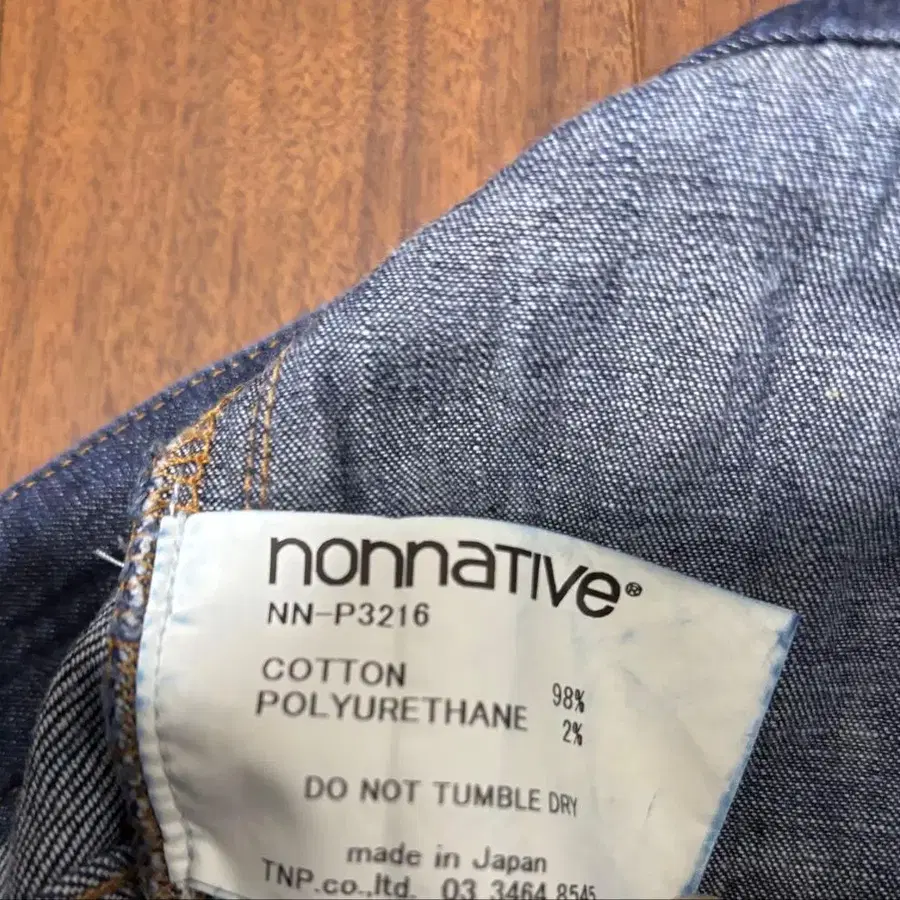 nonnative®
NN-P3216
COTTON 98%
POLYURETHANE 2%
DO NOT TUMBLE DRY
made in Japan
TNP.co.,ltd. 03 3464 8545